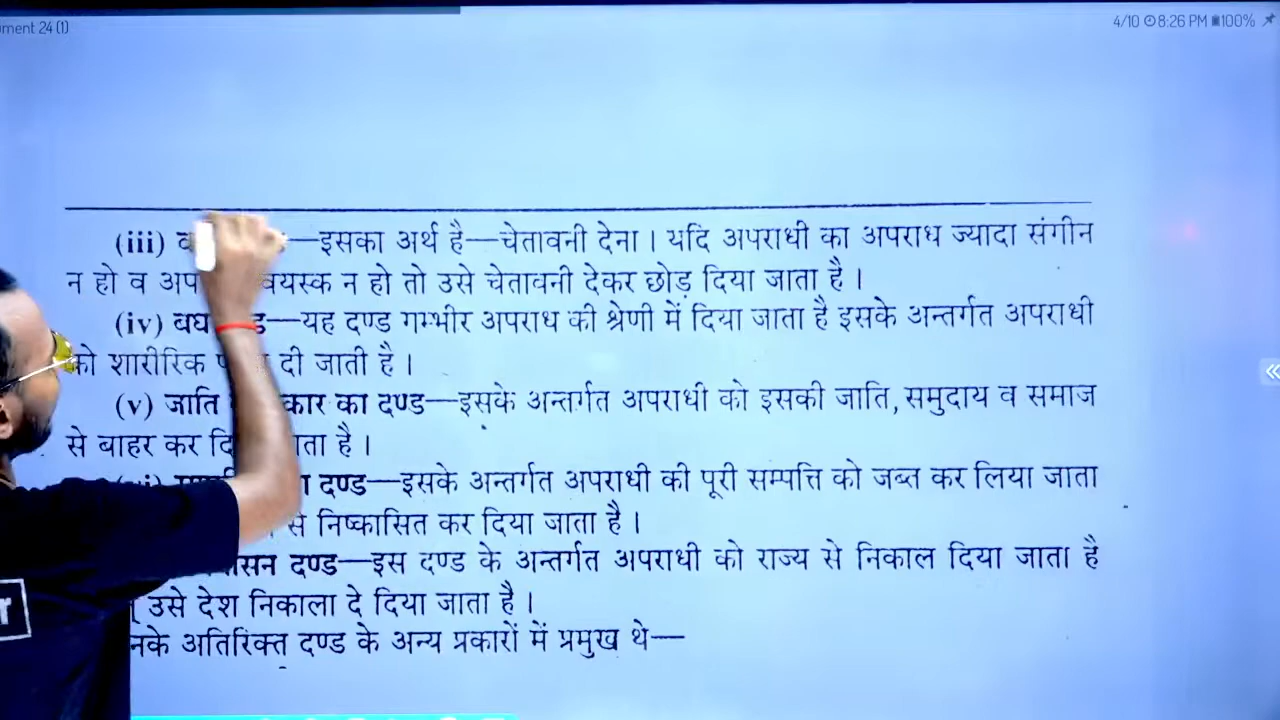 ment 24 (1)
4/10 8:26 PM 100%
(iii) —इसका अर्थ है—चेतावनी देना। यदि अपराधी का अपराध ज्यादा संगीन
न हो व अप वयस्क न हो तो उसे चेतावनी देकर छोड़ दिया जाता है।
(iv) बघ ड—यह दण्ड गम्भीर अपराध की श्रेणी में दिया जाता है इसके अन्तर्गत अपराधी
को शारीरिक दी जाती है।
(v) जाति कार का दण्ड—इसके अन्तर्गत अपराधी को इसकी जाति, समुदाय व समाज
से बाहर कर दि ाता है।
दण्ड—इसके अन्तर्गत अपराधी की पूरी सम्पत्ति को जब्त कर लिया जाता
से निष्कासित कर दिया जाता है।
ासन दण्ड—इस दण्ड के अन्तर्गत अपराधी को राज्य से निकाल दिया जाता है
उसे देश निकाला दे दिया जाता है।
नके अतिरिक्त दण्ड के अन्य प्रकारों में प्रमुख थे—